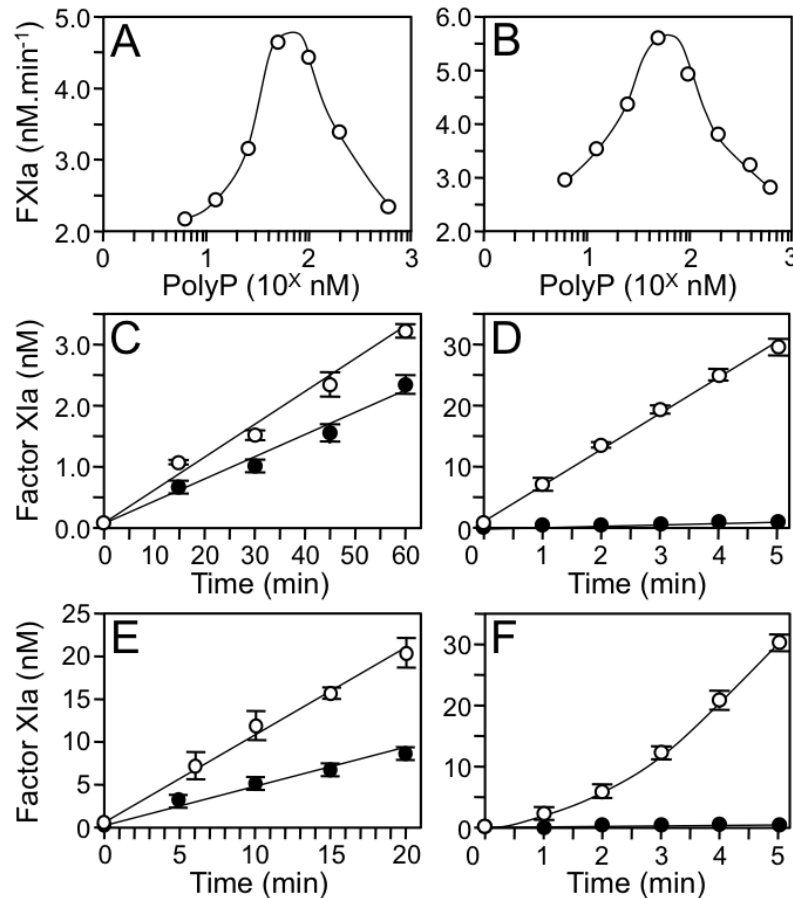 A
FXIa (nM.min⁻¹)
5.0
4.0
3.0
2.0
0 1 2 3
PolyP (10ˣ nM)
B
6.0
5.0
4.0
3.0
2.0
0 1 2 3
PolyP (10ˣ nM)
C
Factor XIa (nM)
3.0
2.0
1.0
0.0
0 10 20 30 40 50 60
Time (min)
D
30
20
10
0
0 1 2 3 4 5
Time (min)
E
Factor XIa (nM)
25
20
15
10
5
0
0 5 10 15 20
Time (min)
F
30
20
10
0
0 1 2 3 4 5
Time (min)